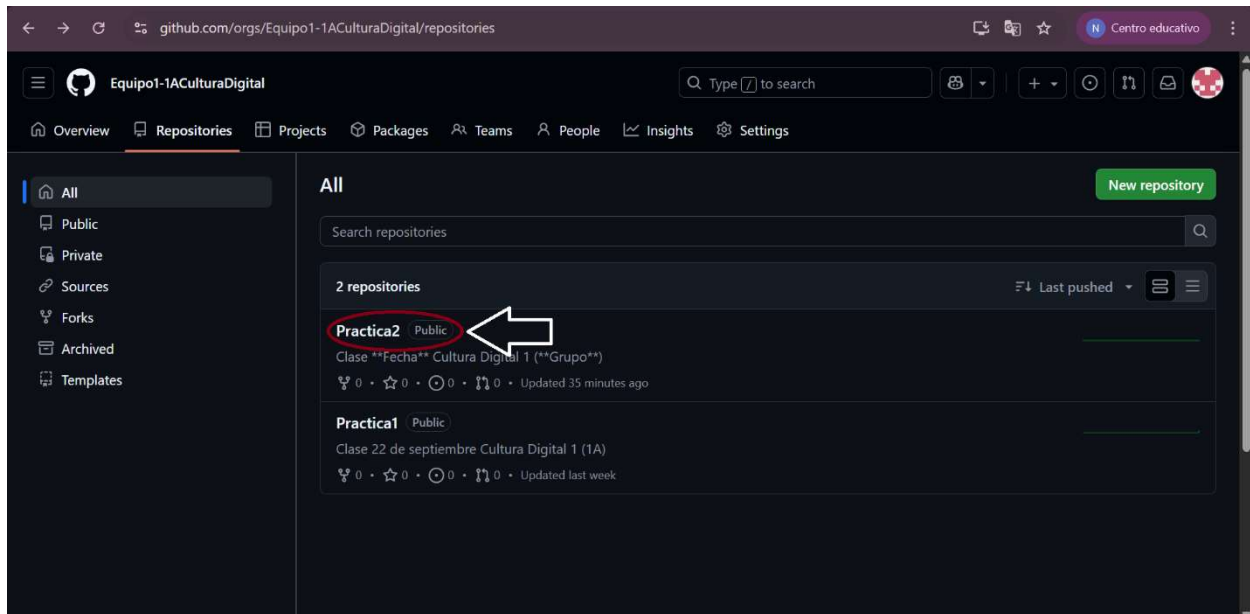 github.com/orgs/Equipo1-1ACulturaDigital/repositories
N Centro educativo
Equipo1-1ACulturaDigital
Type / to search
Overview Repositories Projects Packages Teams People Insights Settings
All
Public
Private
Sources
Forks
Archived
Templates
All
New repository
Search repositories
2 repositories
Last pushed
Practica2 Public
Clase **Fecha** Cultura Digital 1 (**Grupo**)
0 • 0 • 0 • 0 • Updated 35 minutes ago
Practica1 Public
Clase 22 de septiembre Cultura Digital 1 (1A)
0 • 0 • 0 • 0 • Updated last week